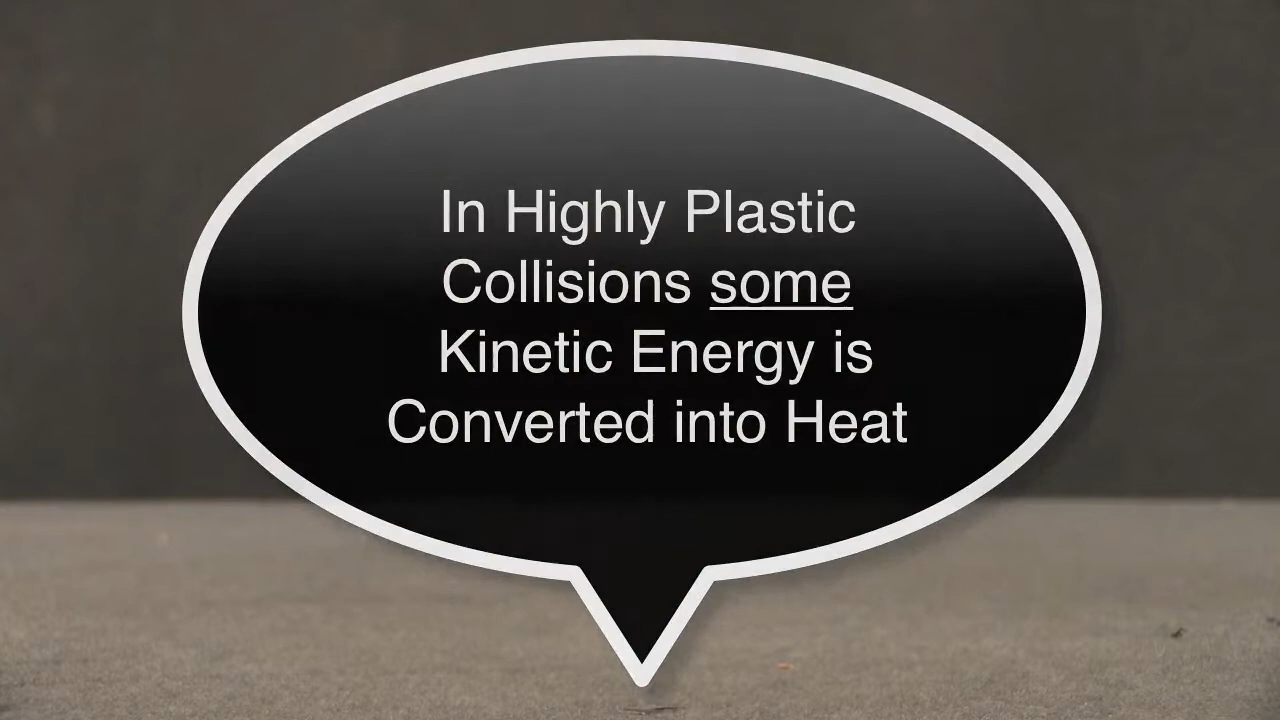 In Highly Plastic
Collisions some
Kinetic Energy is
Converted into Heat